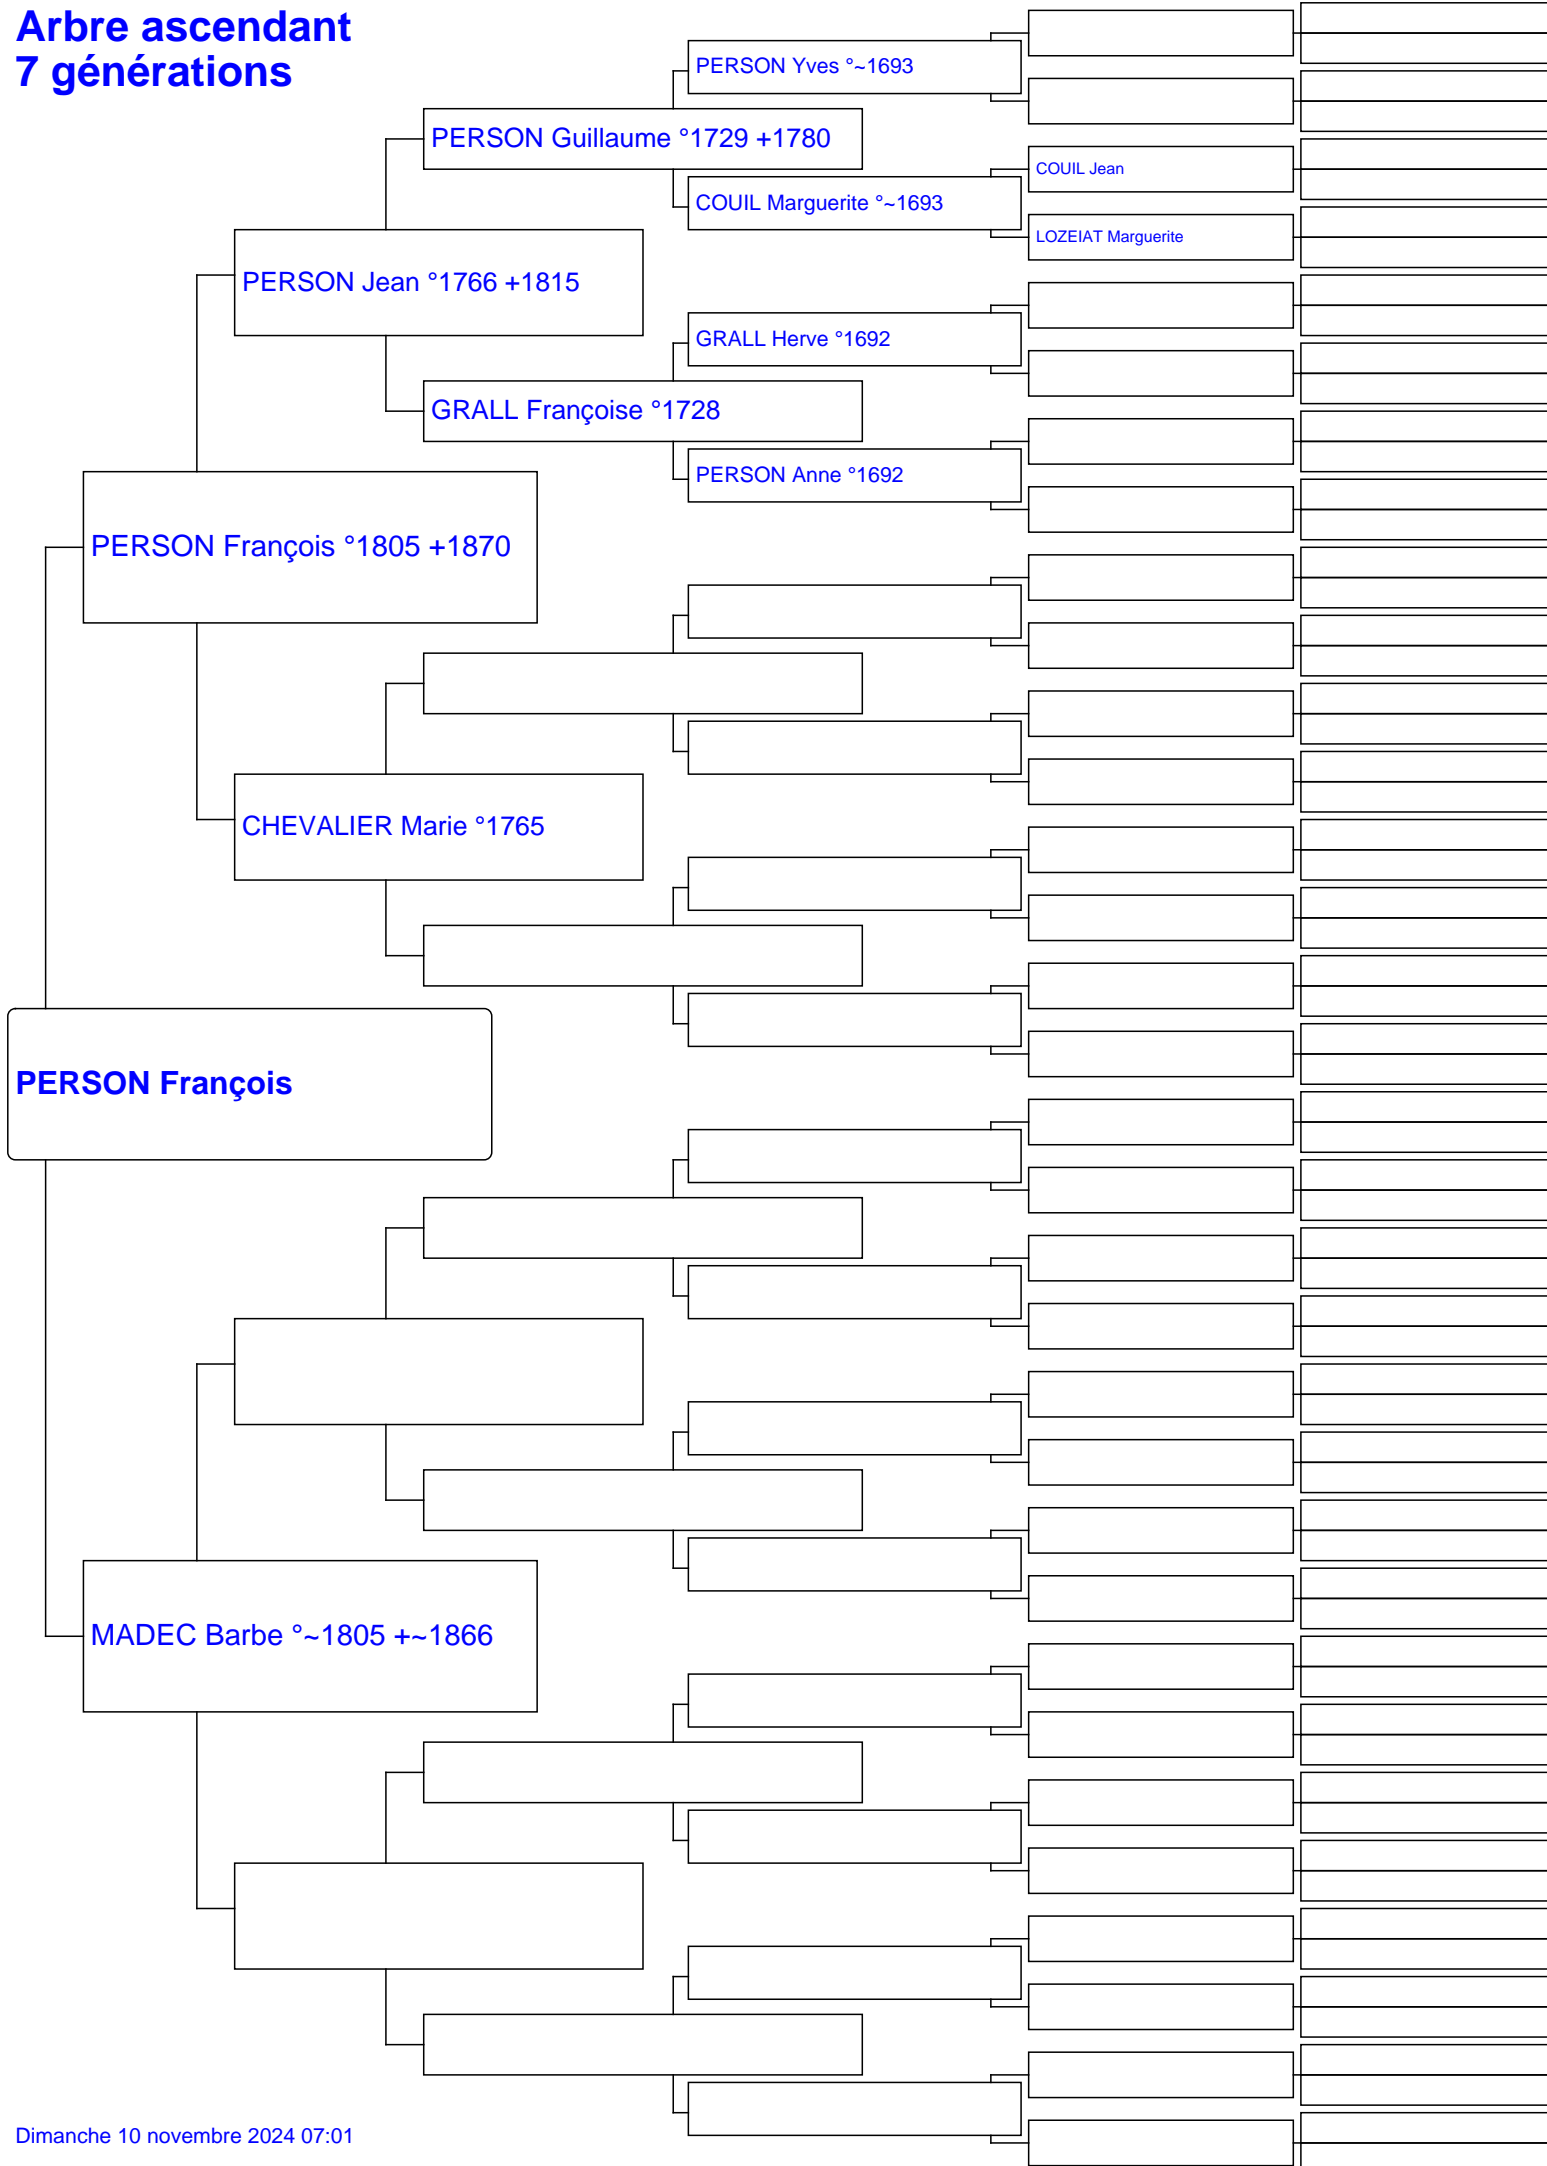 Arbre ascendant
7 générations
PERSON Yves °~1693
PERSON Guillaume °1729 +1780
COUIL Jean
COUIL Marguerite °~1693
LOZEIAT Marguerite
PERSON Jean °1766 +1815
GRALL Herve °1692
GRALL Françoise °1728
PERSON Anne °1692
PERSON François °1805 +1870
CHEVALIER Marie °1765
PERSON François
MADEC Barbe °~1805 +~1866
Dimanche 10 novembre 2024 07:01